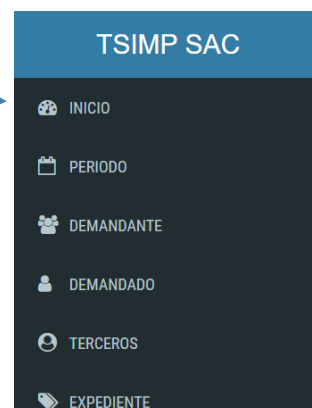 TSIMP SAC
INICIO
PERIODO
DEMANDANTE
DEMANDADO
TERCEROS
EXPEDIENTE